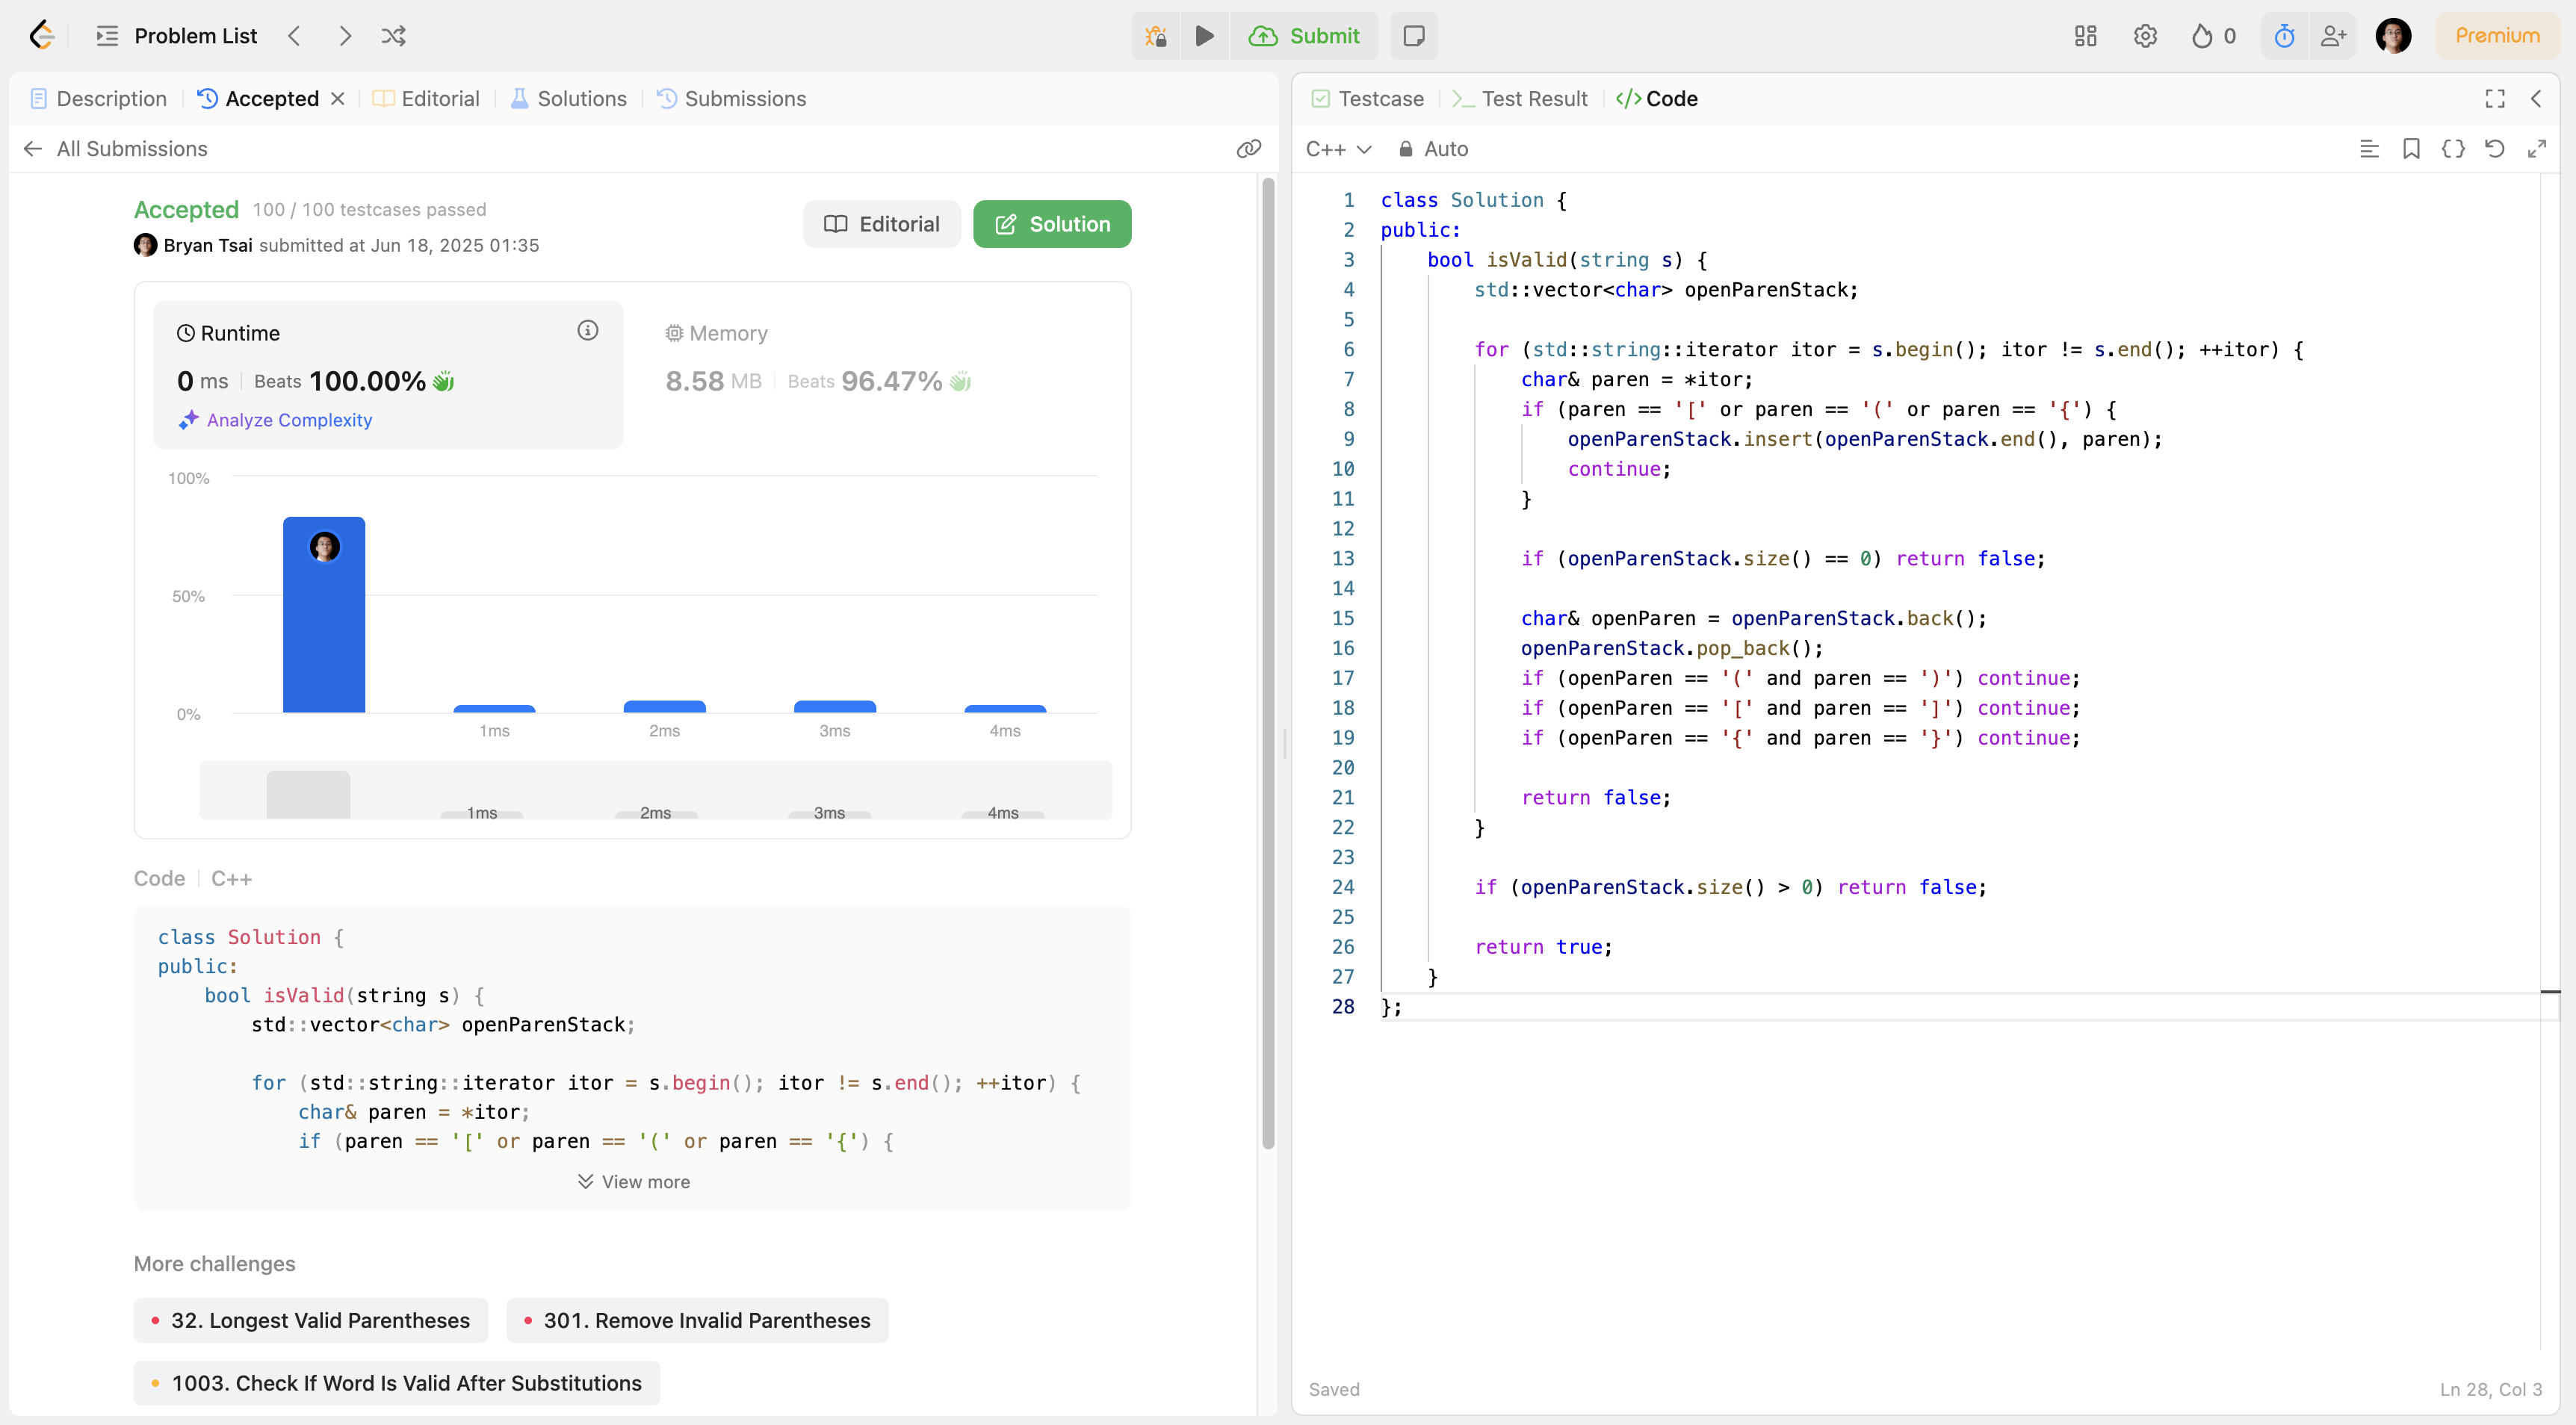 Problem List
Submit
0
Premium
Description
Accepted
Editorial
Solutions
Submissions
All Submissions
Accepted 100 / 100 testcases passed
Bryan Tsai submitted at Jun 18, 2025 01:35
Editorial
Solution
Runtime
0 ms Beats 100.00%
Analyze Complexity
Memory
8.58 MB Beats 96.47%
100%
50%
0%
1ms
2ms
3ms
4ms
1ms
2ms
3ms
4ms
Code C++
class Solution {
public:
    bool isValid(string s) {
        std::vector<char> openParenStack;
        for (std::string::iterator itor = s.begin(); itor != s.end(); ++itor) {
            char& paren = *itor;
            if (paren == '[' or paren == '(' or paren == '{') {
View more
More challenges
32. Longest Valid Parentheses
301. Remove Invalid Parentheses
1003. Check If Word Is Valid After Substitutions
Testcase
Test Result
</> Code
C++
Auto
1 class Solution {
2 public:
3     bool isValid(string s) {
4         std::vector<char> openParenStack;
5
6         for (std::string::iterator itor = s.begin(); itor != s.end(); ++itor) {
7             char& paren = *itor;
8             if (paren == '[' or paren == '(' or paren == '{') {
9                 openParenStack.insert(openParenStack.end(), paren);
10                 continue;
11             }
12
13             if (openParenStack.size() == 0) return false;
14
15             char& openParen = openParenStack.back();
16             openParenStack.pop_back();
17             if (openParen == '(' and paren == ')') continue;
18             if (openParen == '[' and paren == ']') continue;
19             if (openParen == '{' and paren == '}') continue;
20
21             return false;
22         }
23
24         if (openParenStack.size() > 0) return false;
25
26         return true;
27     }
28 };
Saved
Ln 28, Col 3